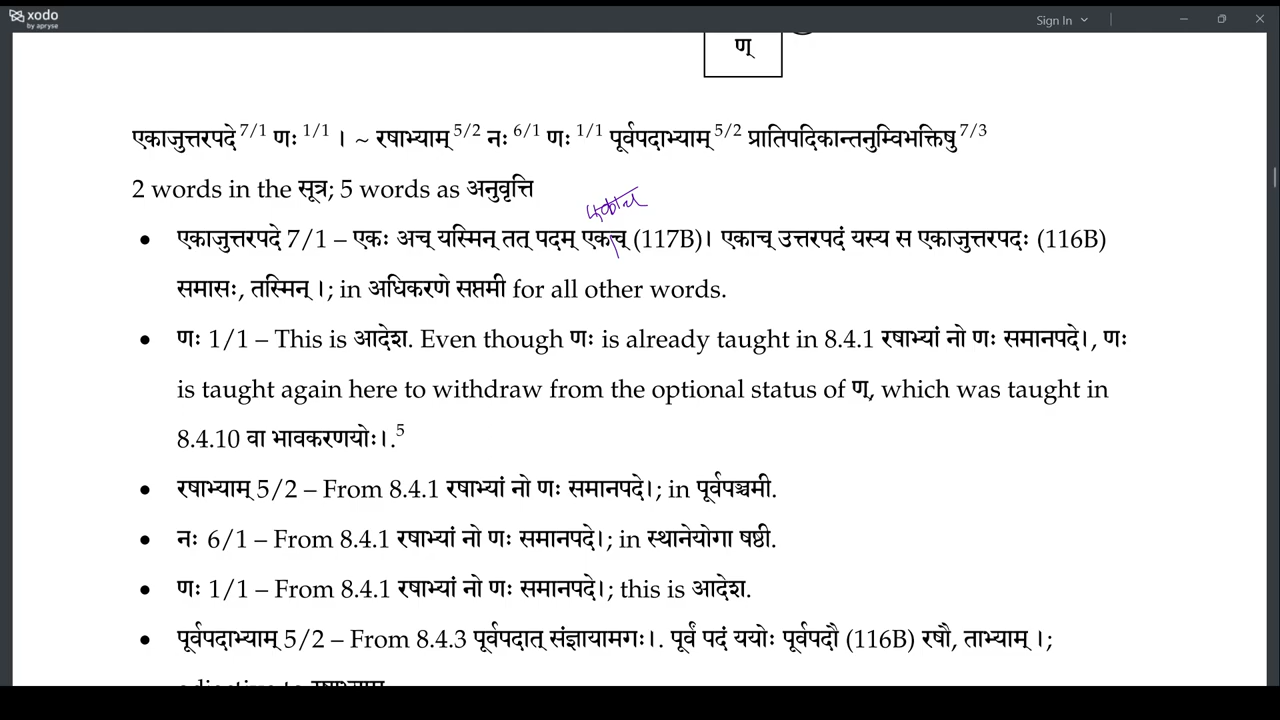 xodo
by apryse
Sign In
ण्
एकाजुत्तरपदे 7/1 णः 1/1 । ~ रषाभ्याम् 5/2 नः 6/1 णः 1/1 पूर्वपदाभ्याम् 5/2 प्रातिपदिकान्तनुम्विभक्तिषु 7/3
2 words in the सूत्र; 5 words as अनुवृत्ति
• एकाजुत्तरपदे 7/1 – एकः अच् यस्मिन् तत् पदम् एकच् (117B)। एकाच् उत्तरपदं यस्य स एकाजुत्तरपदः (116B)
समासः, तस्मिन् ।; in अधिकरणे सप्तमी for all other words.
• णः 1/1 – This is आदेश. Even though णः is already taught in 8.4.1 रषाभ्यां नो णः समानपदे।, णः
is taught again here to withdraw from the optional status of ण्, which was taught in
8.4.10 वा भावकरणयोः।.5
• रषाभ्याम् 5/2 – From 8.4.1 रषाभ्यां नो णः समानपदे।; in पूर्वपञ्चमी.
• नः 6/1 – From 8.4.1 रषाभ्यां नो णः समानपदे।; in स्थानेयोगा षष्ठी.
• णः 1/1 – From 8.4.1 रषाभ्यां नो णः समानपदे।; this is आदेश.
• पूर्वपदाभ्याम् 5/2 – From 8.4.3 पूर्वपदात् संज्ञायामगः।. पूर्वं पदं ययोः पूर्वपदौ (116B) रषौ, ताभ्याम् ।;
adjective to रषाभ्याम्